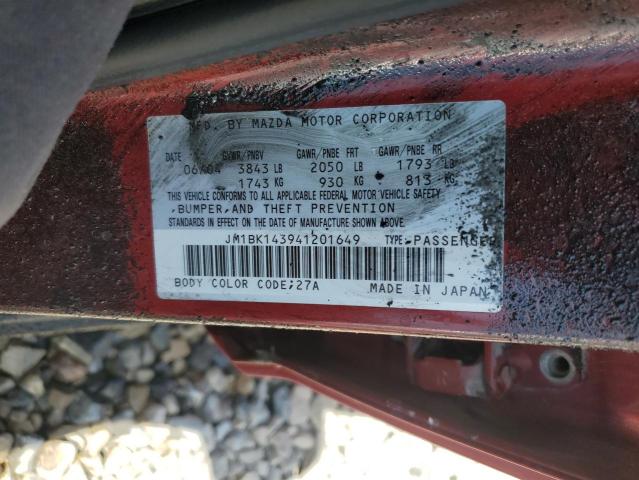 MFD. BY MAZDA MOTOR CORPORATION
DATE GVWR/PNBV GAWR/PNBE FRT GAWR/PNBE RR
06/04 3843 LB 2050 LB 1793 LB
1743 KG 930 KG 813 KG
THIS VEHICLE CONFORMS TO ALL APPLICABLE FEDERAL MOTOR VEHICLE SAFETY,
BUMPER,AND THEFT PREVENTION
STANDARDS IN EFFECT ON THE DATE OF MANUFACTURE SHOWN ABOVE.
JM1BK143941201649 TYPE:PASSENGER
BODY COLOR CODE;27A MADE IN JAPAN